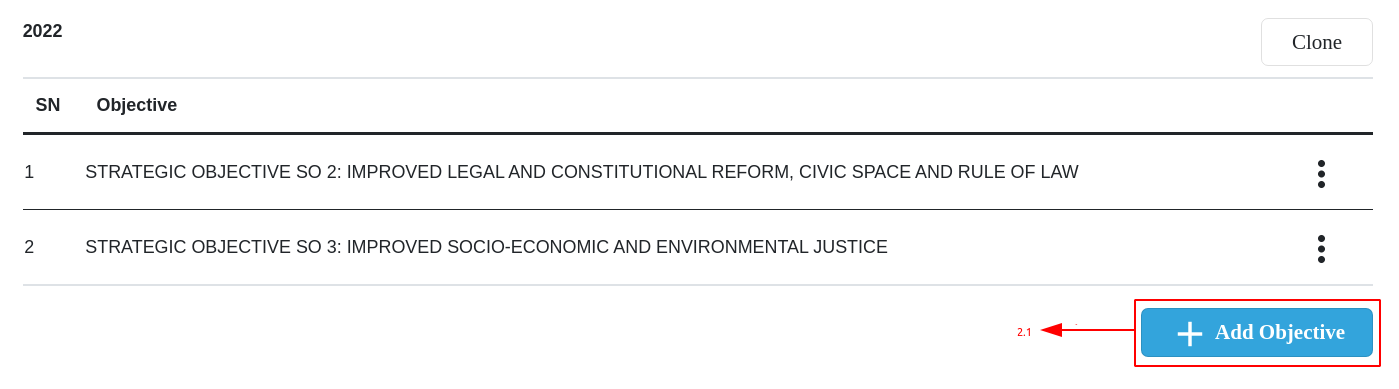 2022
Clone
SN Objective
1 STRATEGIC OBJECTIVE SO 2: IMPROVED LEGAL AND CONSTITUTIONAL REFORM, CIVIC SPACE AND RULE OF LAW
2 STRATEGIC OBJECTIVE SO 3: IMPROVED SOCIO-ECONOMIC AND ENVIRONMENTAL JUSTICE
2.1 Add Objective